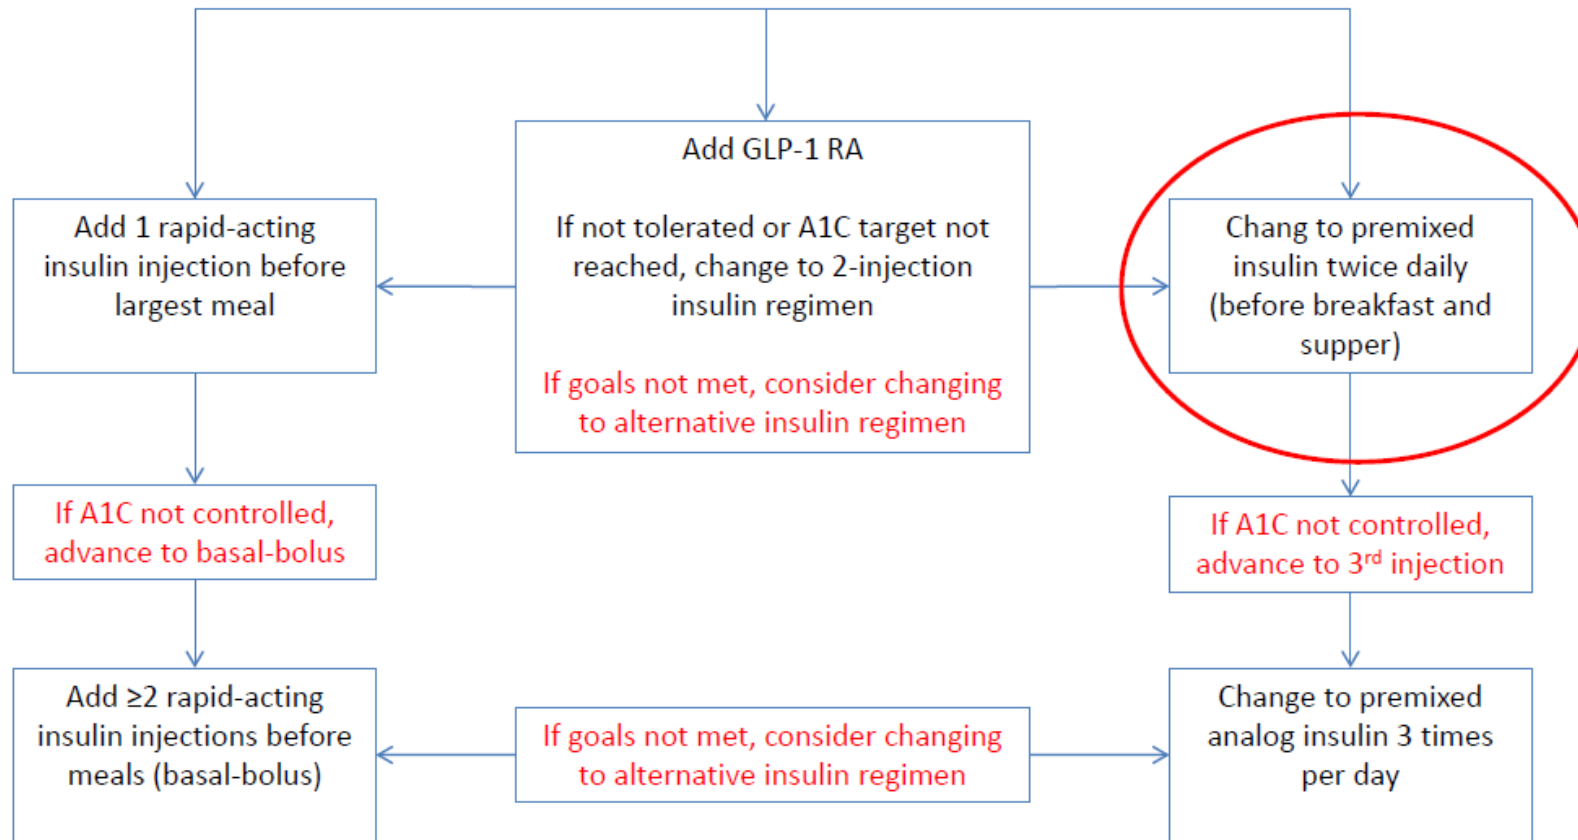 Add GLP-1 RA
If not tolerated or A1C target not
reached, change to 2-injection
insulin regimen
If goals not met, consider changing
to alternative insulin regimen
Add 1 rapid-acting
insulin injection before
largest meal
Chang to premixed
insulin twice daily
(before breakfast and
supper)
If A1C not controlled,
advance to basal-bolus
If A1C not controlled,
advance to 3rd injection
Add ≥2 rapid-acting
insulin injections before
meals (basal-bolus)
If goals not met, consider changing
to alternative insulin regimen
Change to premixed
analog insulin 3 times
per day